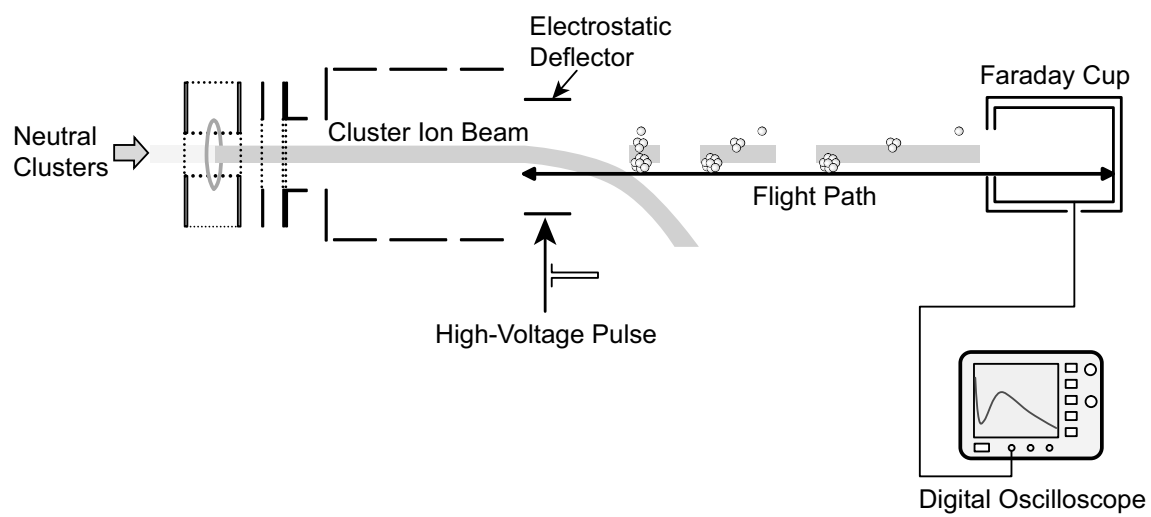 Electrostatic
Deflector
Faraday Cup
Neutral
Clusters
Cluster Ion Beam
Flight Path
High-Voltage Pulse
Digital Oscilloscope